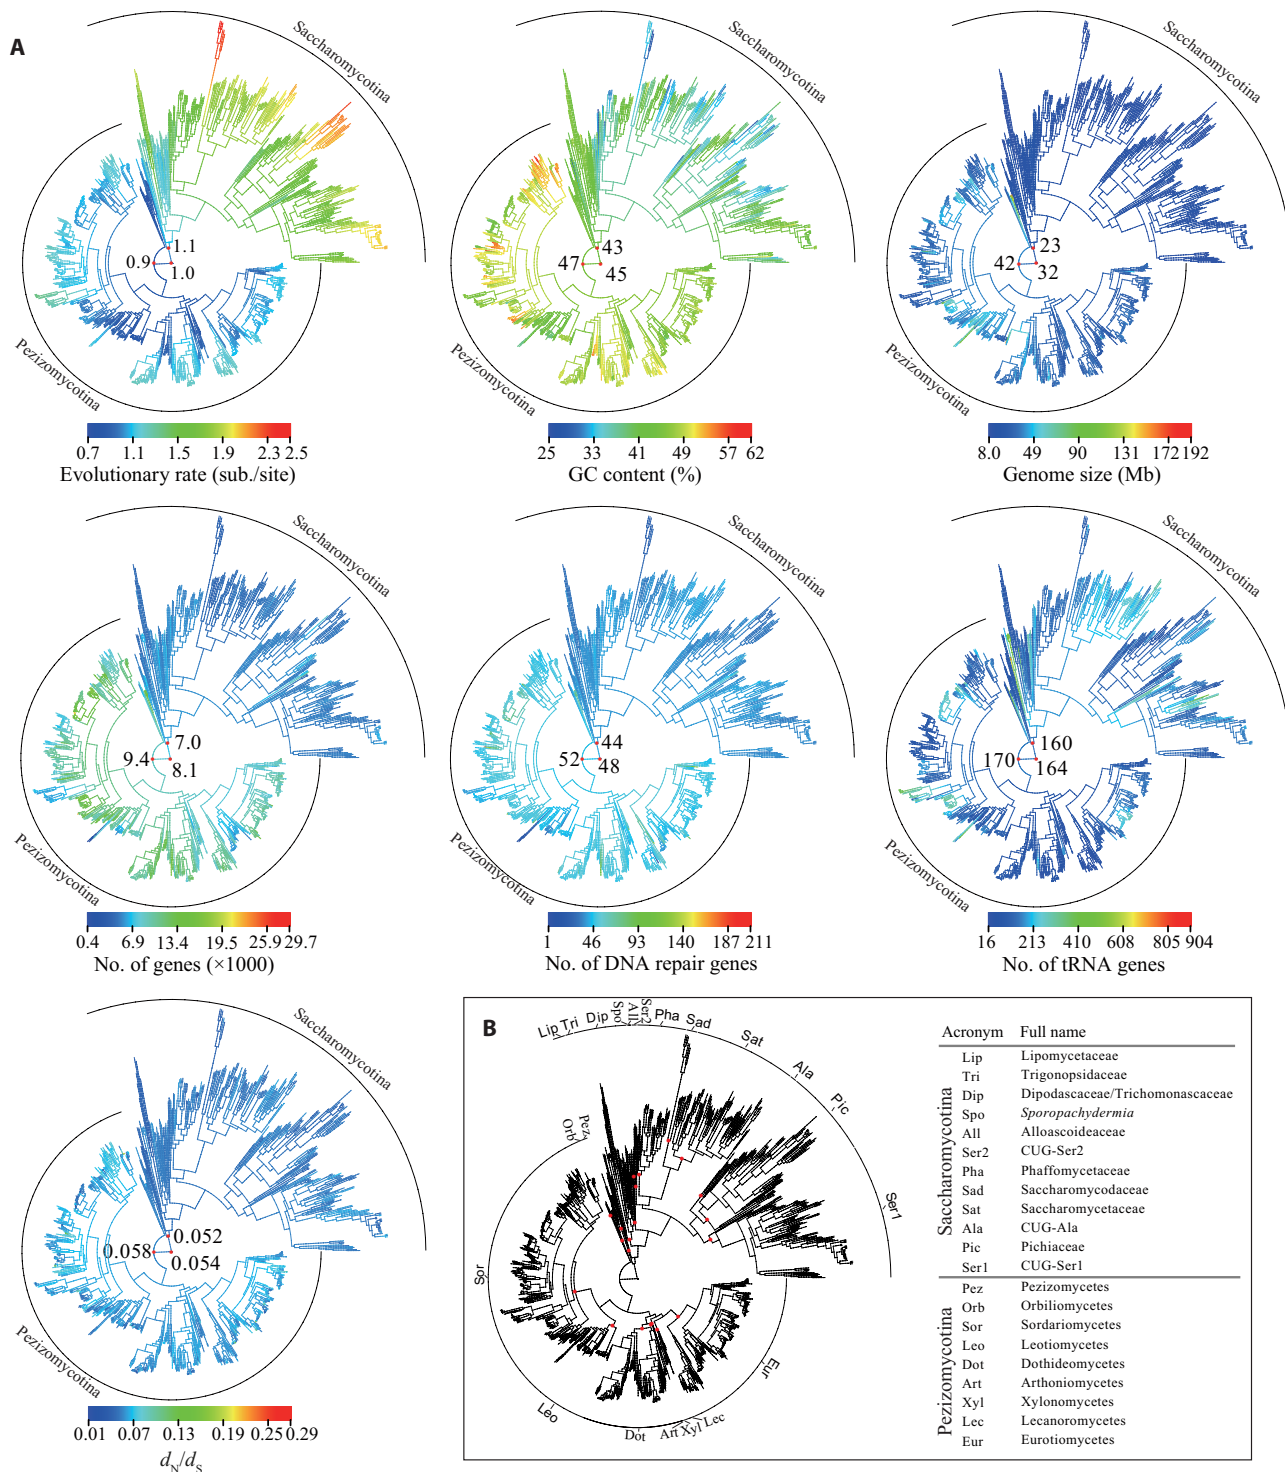 A
Saccharomycotina
0.9
1.1
1.0
Pezizomycotina
0.7 1.1 1.5 1.9 2.3 2.5
Evolutionary rate (sub./site)
Saccharomycotina
47
43
45
Pezizomycotina
25 33 41 49 57 62
GC content (%)
Saccharomycotina
42
23
32
Pezizomycotina
8.0 49 90 131 172 192
Genome size (Mb)
Saccharomycotina
9.4
7.0
8.1
Pezizomycotina
0.4 6.9 13.4 19.5 25.9 29.7
No. of genes (×1000)
Saccharomycotina
52
44
48
Pezizomycotina
1 46 93 140 187 211
No. of DNA repair genes
Saccharomycotina
170
160
164
Pezizomycotina
16 213 410 608 805 904
No. of tRNA genes
Saccharomycotina
0.058
0.052
0.054
Pezizomycotina
0.01 0.07 0.13 0.19 0.25 0.29
dN/dS
B
Lip Tri Dip Spo All Ser2 Pha Sad Sat Ala Pic Ser1
Pez
Orb
Sor
Leo
Dot
Art Xyl Lec
Eur
Acronym Full name
Saccharomycotina
Lip Lipomycetaceae
Tri Trigonopsidaceae
Dip Dipodascaceae/Trichomonascaceae
Spo Sporopachydermia
All Alloascoideaceae
Ser2 CUG-Ser2
Pha Phaffomycetaceae
Sad Saccharomycodaceae
Sat Saccharomycetaceae
Ala CUG-Ala
Pic Pichiaceae
Ser1 CUG-Ser1
Pezizomycotina
Pez Pezizomycetes
Orb Orbiliomycetes
Sor Sordariomycetes
Leo Leotiomycetes
Dot Dothideomycetes
Art Arthoniomycetes
Xyl Xylonomycetes
Lec Lecanoromycetes
Eur Eurotiomycetes